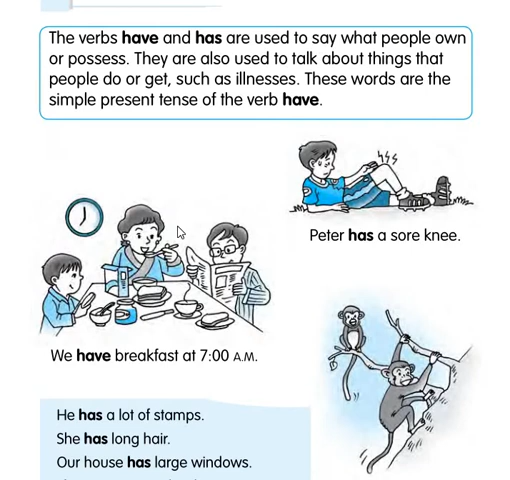 The verbs have and has are used to say what people own
or possess. They are also used to talk about things that
people do or get, such as illnesses. These words are the
simple present tense of the verb have.
Peter has a sore knee.
We have breakfast at 7:00 A.M.
He has a lot of stamps.
She has long hair.
Our house has large windows.